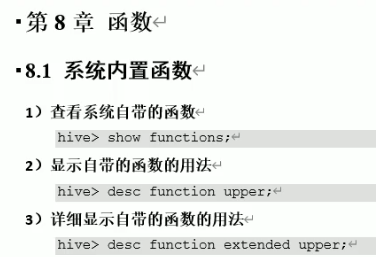 第 8 章 函数
8.1 系统内置函数
1）查看系统自带的函数
hive> show functions;
2）显示自带的函数的用法
hive> desc function upper;
3）详细显示自带的函数的用法
hive> desc function extended upper;